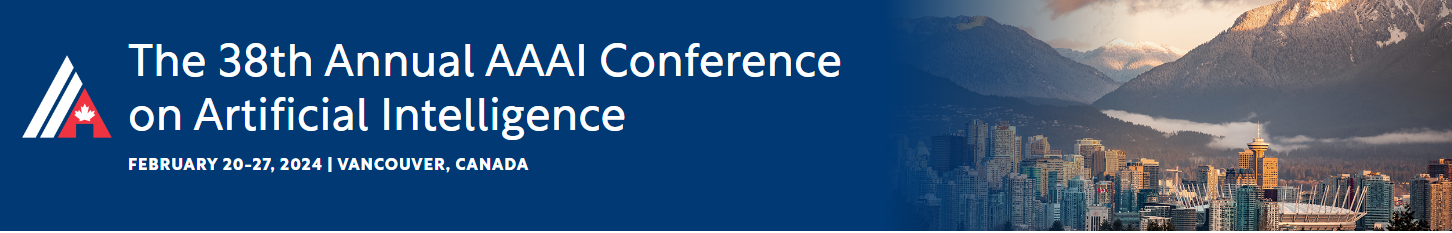 The 38th Annual AAAI Conference
on Artificial Intelligence
FEBRUARY 20-27, 2024 | VANCOUVER, CANADA